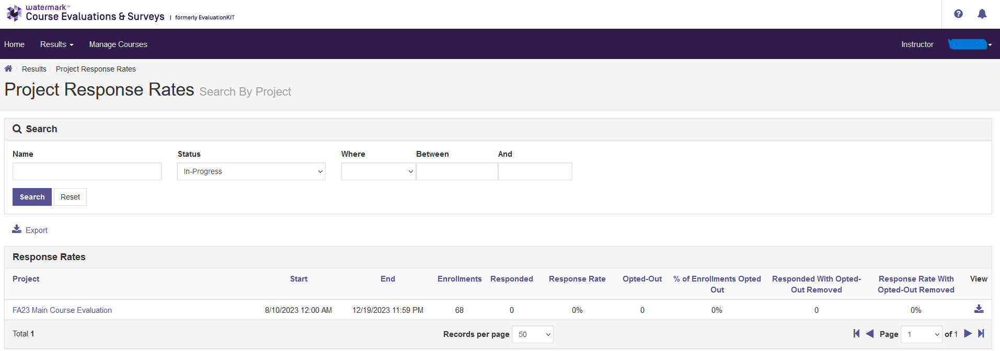 watermark™
Course Evaluations & Surveys | formerly EvaluationKIT
Home Results Manage Courses Instructor
Results / Project Response Rates
Project Response Rates Search By Project
Search
Name Status Where Between And
In-Progress
Search Reset
Export
Response Rates
Project Start End Enrollments Responded Response Rate Opted-Out % of Enrollments Opted Out Responded With Opted-Out Removed Response Rate With Opted-Out Removed View
FA23 Main Course Evaluation 8/10/2023 12:00 AM 12/19/2023 11:59 PM 68 0 0% 0 0% 0 0%
Total 1 Records per page 50 Page 1 of 1